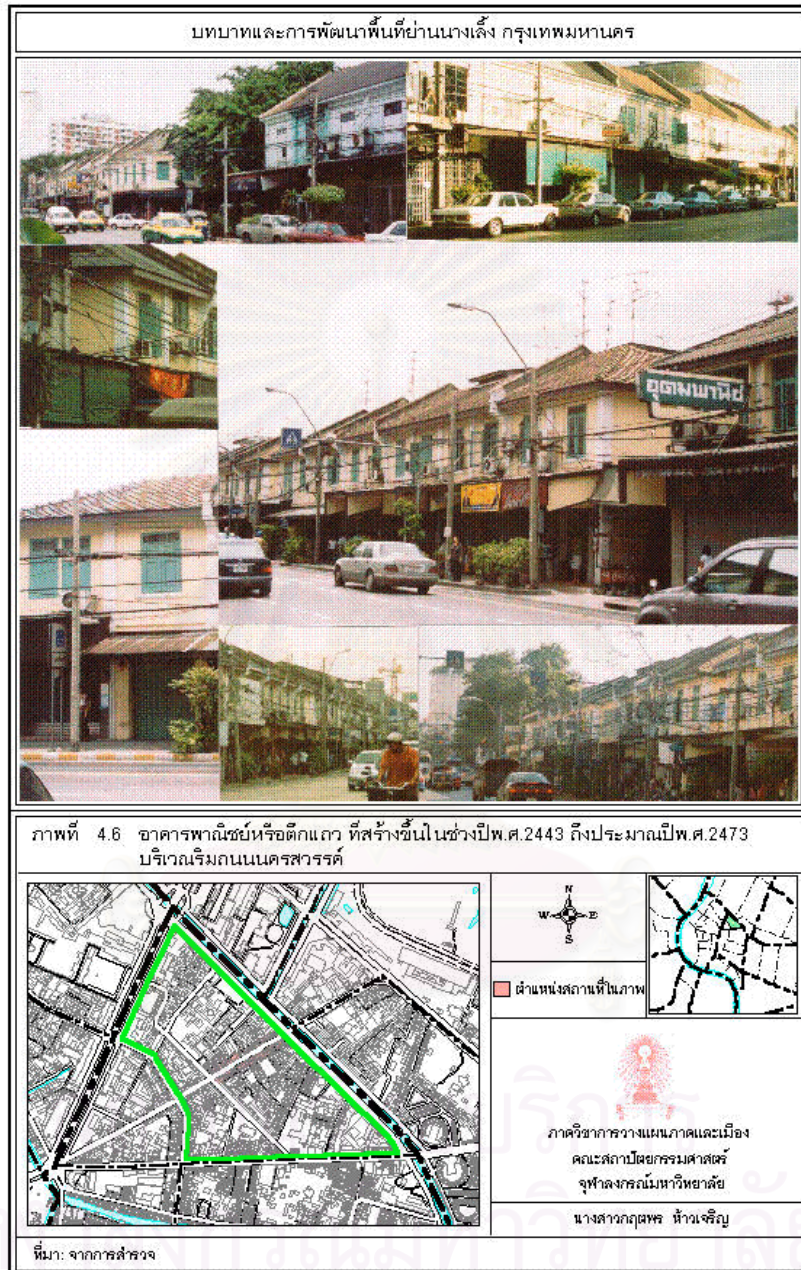 บทบาทและการพัฒนาพื้นที่ย่านนางเลิ้ง กรุงเทพมหานคร
อุดมพานิช
ภาพที่ 4.6 อาคารพาณิชย์หรือตึกแถว ที่สร้างขึ้นในช่วงปีพ.ศ.2443 ถึงประมาณปีพ.ศ.2473
บริเวณริมถนนนครสวรรค์
N
W E
S
ตำแหน่งสถานที่ในภาพ
ภาควิชาการวางแผนภาคและเมือง
คณะสถาปัตยกรรมศาสตร์
จุฬาลงกรณ์มหาวิทยาลัย
นางสาวกฤตพร ห้าวเจริญ
ที่มา: จากการสำรวจ